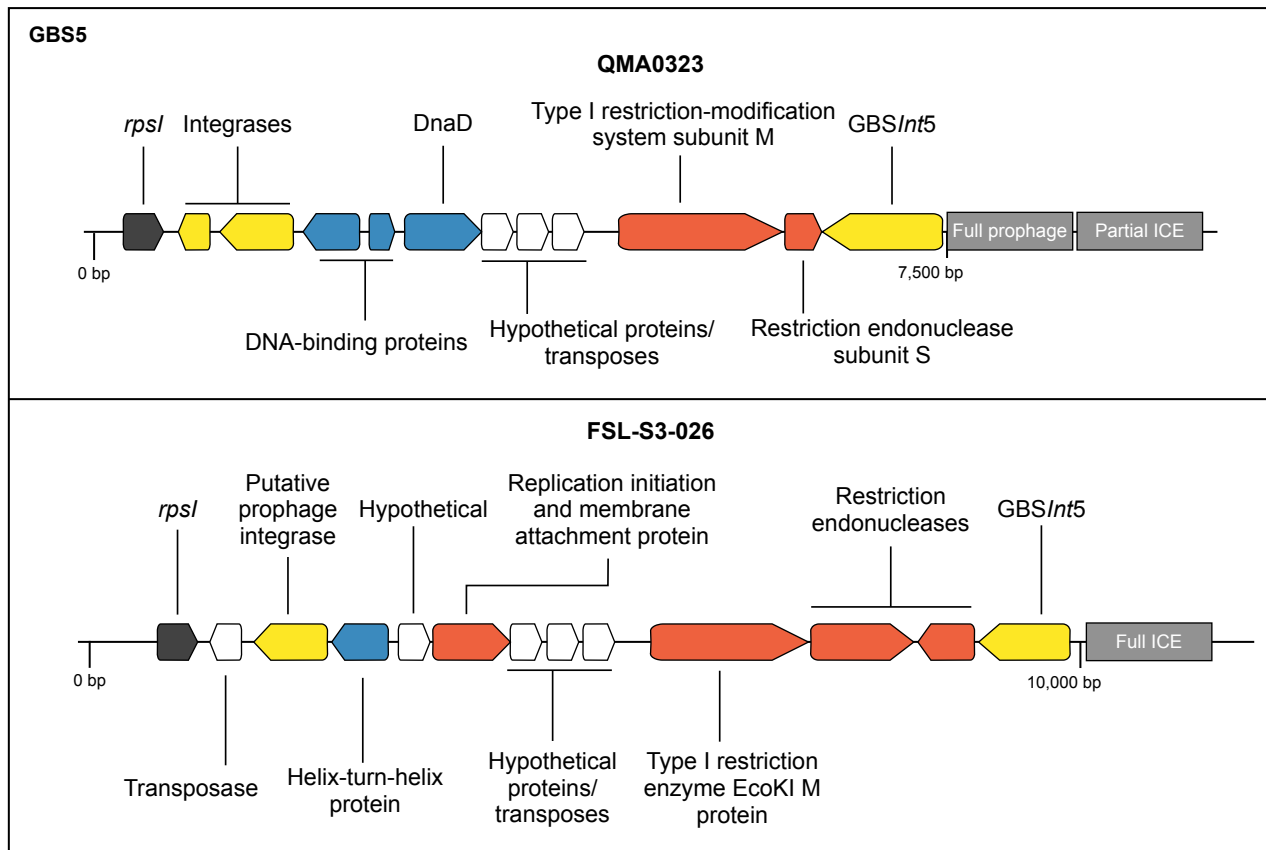 GBS5
QMA0323
rpsI
Integrases
DnaD
Type I restriction-modification
system subunit M
GBSInt5
0 bp
7,500 bp
Full prophage
Partial ICE
DNA-binding proteins
Hypothetical proteins/
transposes
Restriction endonuclease
subunit S
FSL-S3-026
rpsI
Putative
prophage
integrase
Hypothetical
Replication initiation
and membrane
attachment protein
Restriction
endonucleases
GBSInt5
0 bp
10,000 bp
Full ICE
Transposase
Helix-turn-helix
protein
Hypothetical
proteins/
transposes
Type I restriction
enzyme EcoKI M
protein